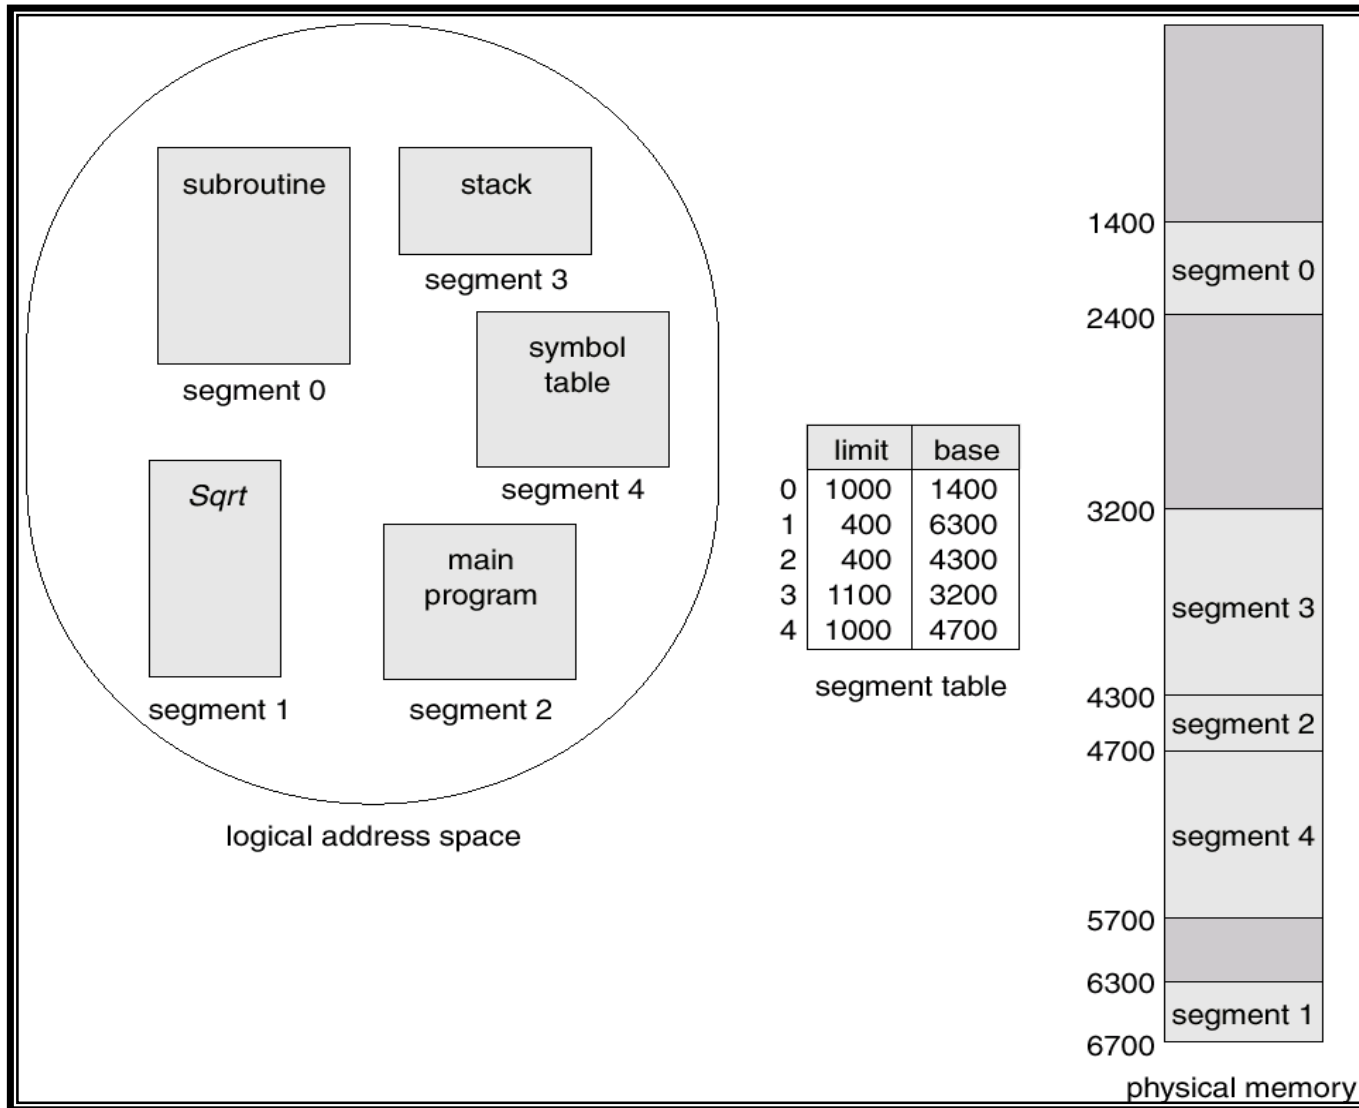 subroutine
segment 0
stack
segment 3
symbol
table
segment 4
Sqrt
segment 1
main
program
segment 2
logical address space
limit base
0 1000 1400
1 400 6300
2 400 4300
3 1100 3200
4 1000 4700
segment table
1400
segment 0
2400
3200
segment 3
4300
segment 2
4700
segment 4
5700
6300
segment 1
6700
physical memory